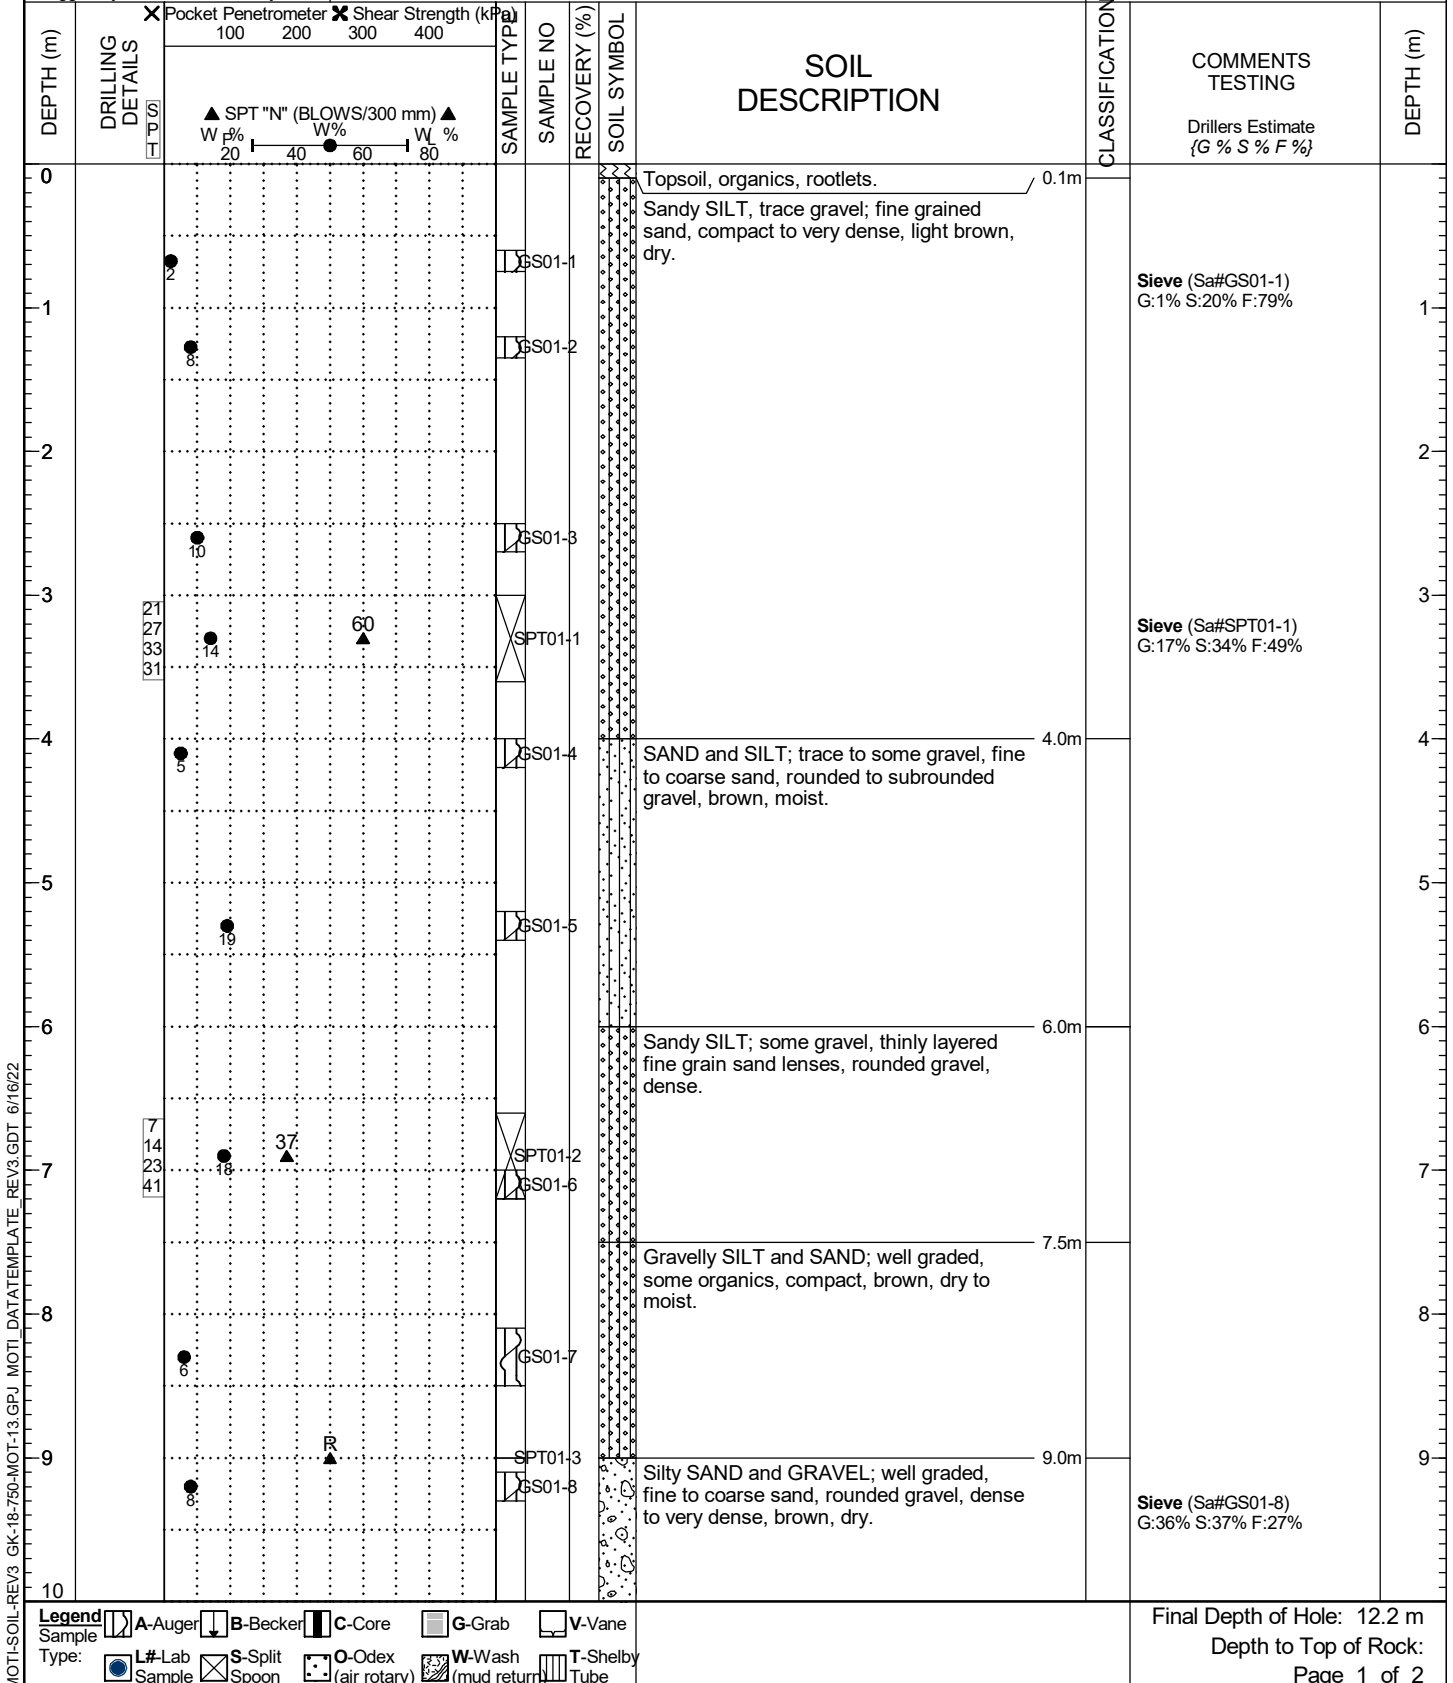 Pocket Penetrometer Shear Strength (kPa)
100 200 300 400
DEPTH (m)
DRILLING DETAILS
SPT
SPT "N" (BLOWS/300 mm)
W P % W% W L %
20 40 60 80
SAMPLE TYPE
SAMPLE NO
RECOVERY (%)
SOIL SYMBOL
SOIL
DESCRIPTION
CLASSIFICATION
COMMENTS
TESTING
Drillers Estimate
{G % S % F %}
DEPTH (m)
0
Topsoil, organics, rootlets. 0.1m
Sandy SILT, trace gravel; fine grained
sand, compact to very dense, light brown,
dry.
2
GS01-1
Sieve (Sa#GS01-1)
G:1% S:20% F:79%
1 1
8
GS01-2
2 2
10
GS01-3
3 3
21
27
33
31
14
60
SPT01-1
Sieve (Sa#SPT01-1)
G:17% S:34% F:49%
4 4.0m 4
5
GS01-4
SAND and SILT; trace to some gravel, fine
to coarse sand, rounded to subrounded
gravel, brown, moist.
5 5
19
GS01-5
6 6.0m 6
Sandy SILT; some gravel, thinly layered
fine grain sand lenses, rounded gravel,
dense.
7
14
23
41
18
37
SPT01-2
7 7
GS01-6
7.5m
Gravelly SILT and SAND; well graded,
some organics, compact, brown, dry to
moist.
8 8
6
GS01-7
R
9 SPT01-3 9.0m 9
8
GS01-8
Silty SAND and GRAVEL; well graded,
fine to coarse sand, rounded gravel, dense
to very dense, brown, dry.
Sieve (Sa#GS01-8)
G:36% S:37% F:27%
10
MOTI-SOIL-REV3 GK-18-750-MOT-13.GPJ MOTI_DATATEMPLATE_REV3.GDT 6/16/22
Legend
Sample
Type:
A-Auger B-Becker C-Core G-Grab V-Vane
L#-Lab Sample S-Split Spoon O-Odex (air rotary) W-Wash (mud return) T-Shelby Tube
Final Depth of Hole: 12.2 m
Depth to Top of Rock:
Page 1 of 2